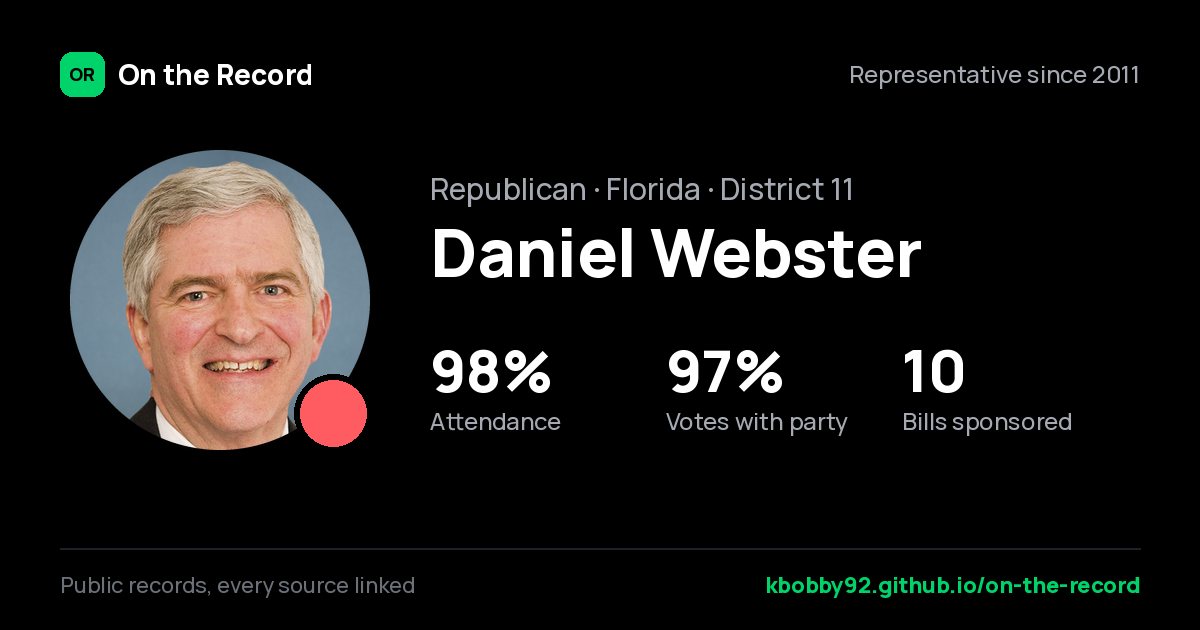 OR On the Record
Representative since 2011
Republican · Florida · District 11
Daniel Webster
98% 97% 10
Attendance Votes with party Bills sponsored
Public records, every source linked
kbobby92.github.io/on-the-record